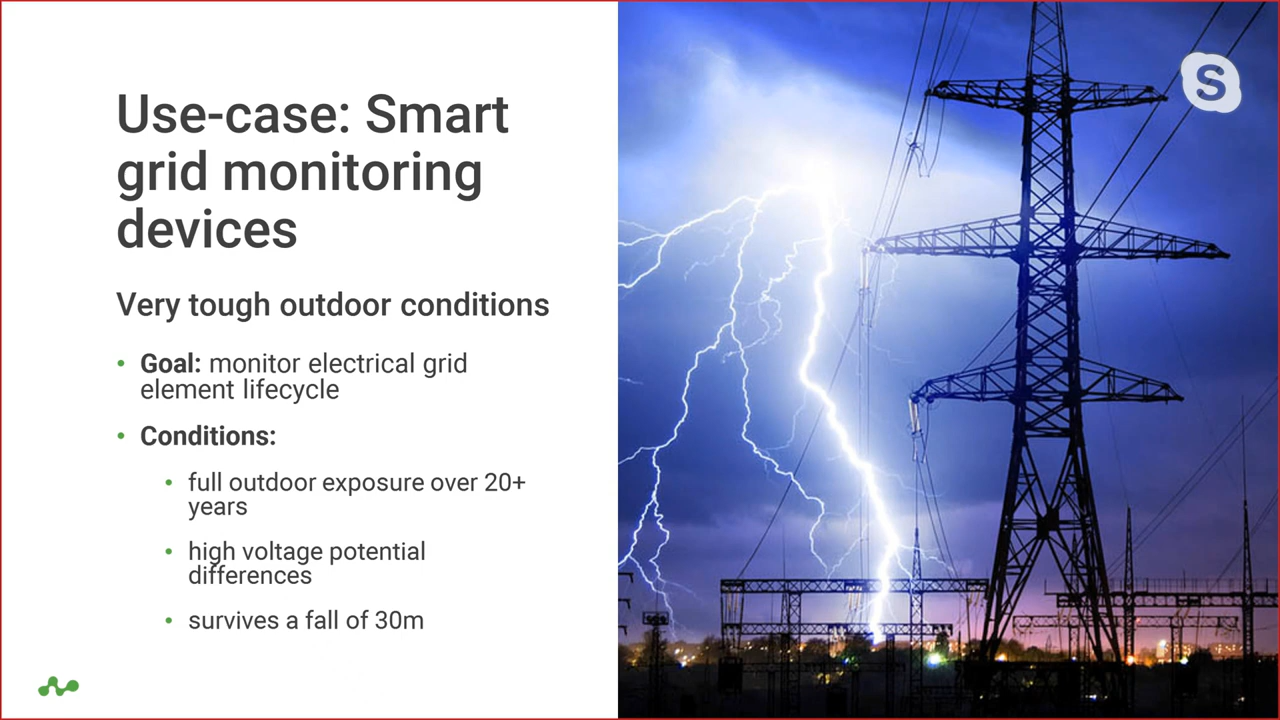 Use-case: Smart
grid monitoring
devices
Very tough outdoor conditions
• Goal: monitor electrical grid
element lifecycle
• Conditions:
• full outdoor exposure over 20+
years
• high voltage potential
differences
• survives a fall of 30m
S